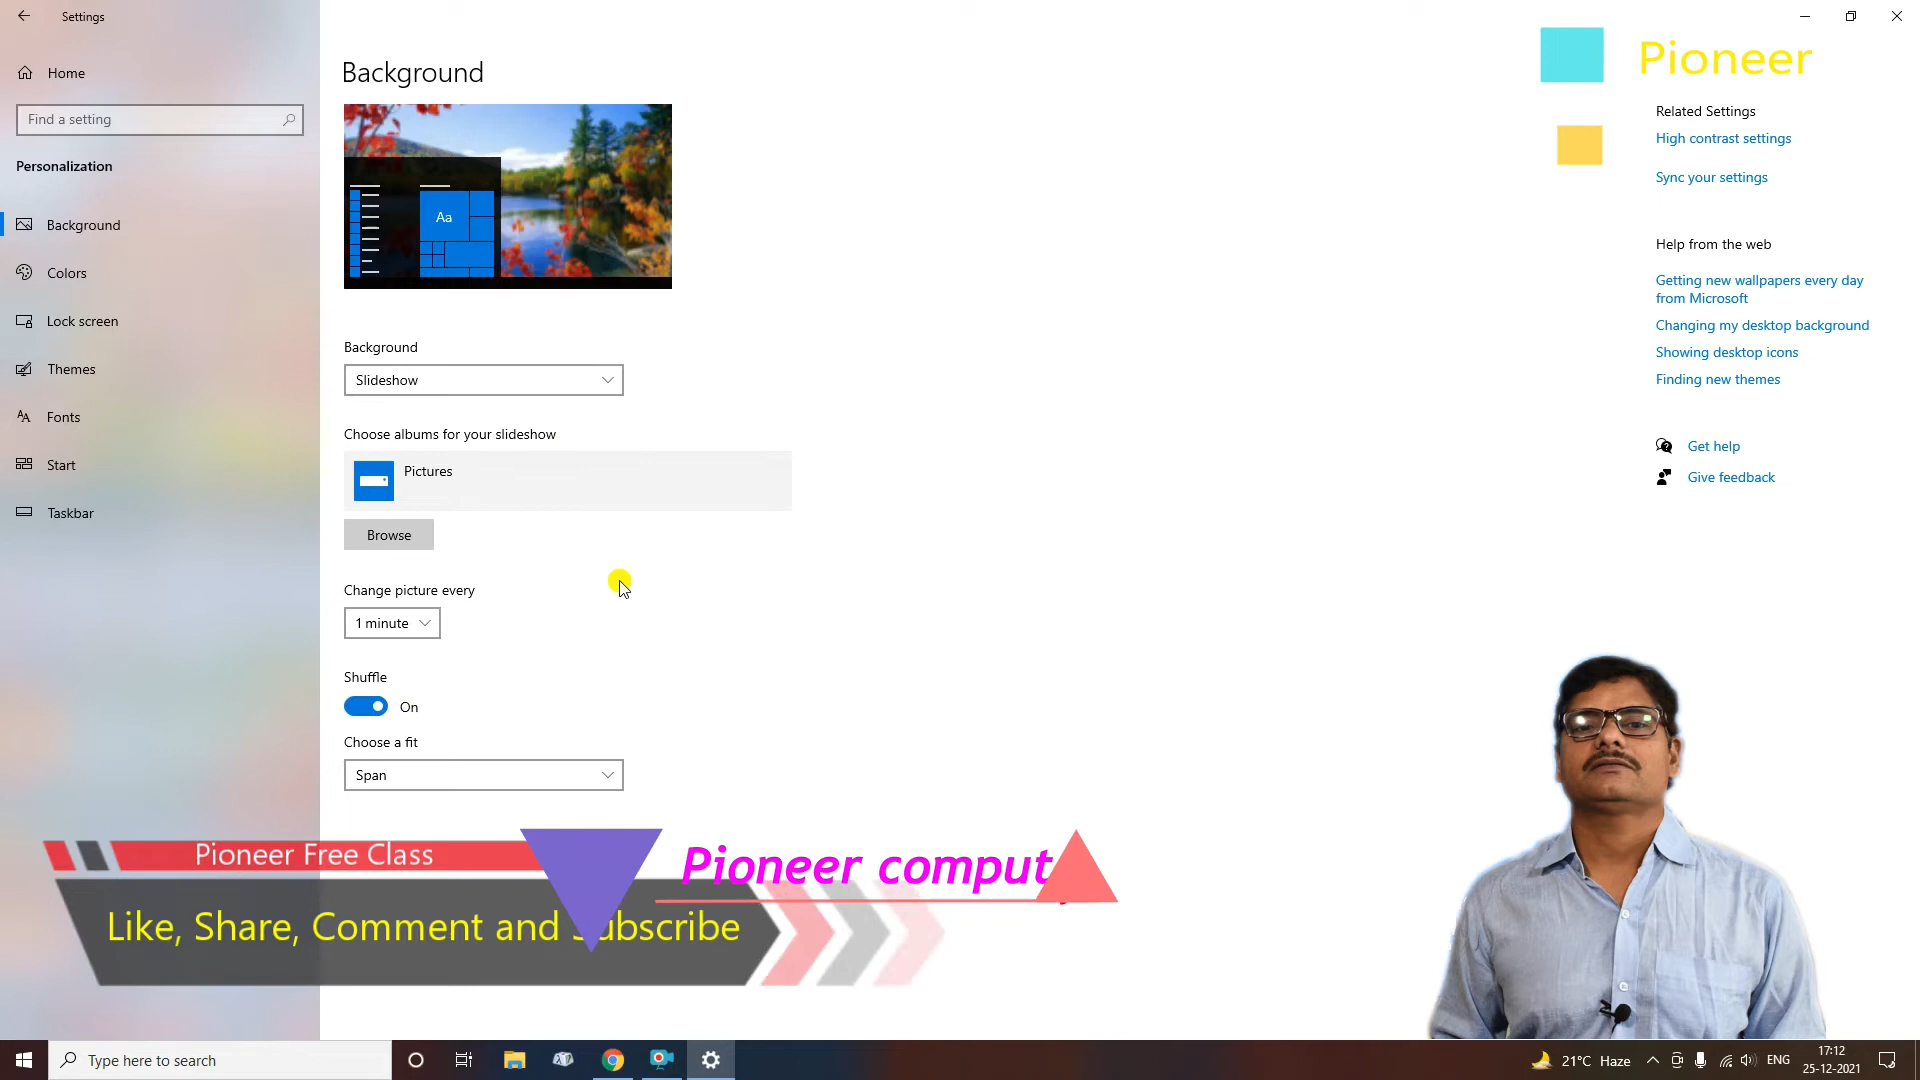 Settings
Home
Find a setting
Personalization
Background
Colors
Lock screen
Themes
Fonts
Start
Taskbar
Background
Aa
Background
Slideshow
Choose albums for your slideshow
Pictures
Browse
Change picture every
1 minute
Shuffle
On
Choose a fit
Span
Pioneer
Related Settings
High contrast settings
Sync your settings
Help from the web
Getting new wallpapers every day
from Microsoft
Changing my desktop background
Showing desktop icons
Finding new themes
Get help
Give feedback
Pioneer Free Class
Pioneer comput
Like, Share, Comment and Subscribe
Type here to search
21°C Haze
ENG
17:12
25-12-2021